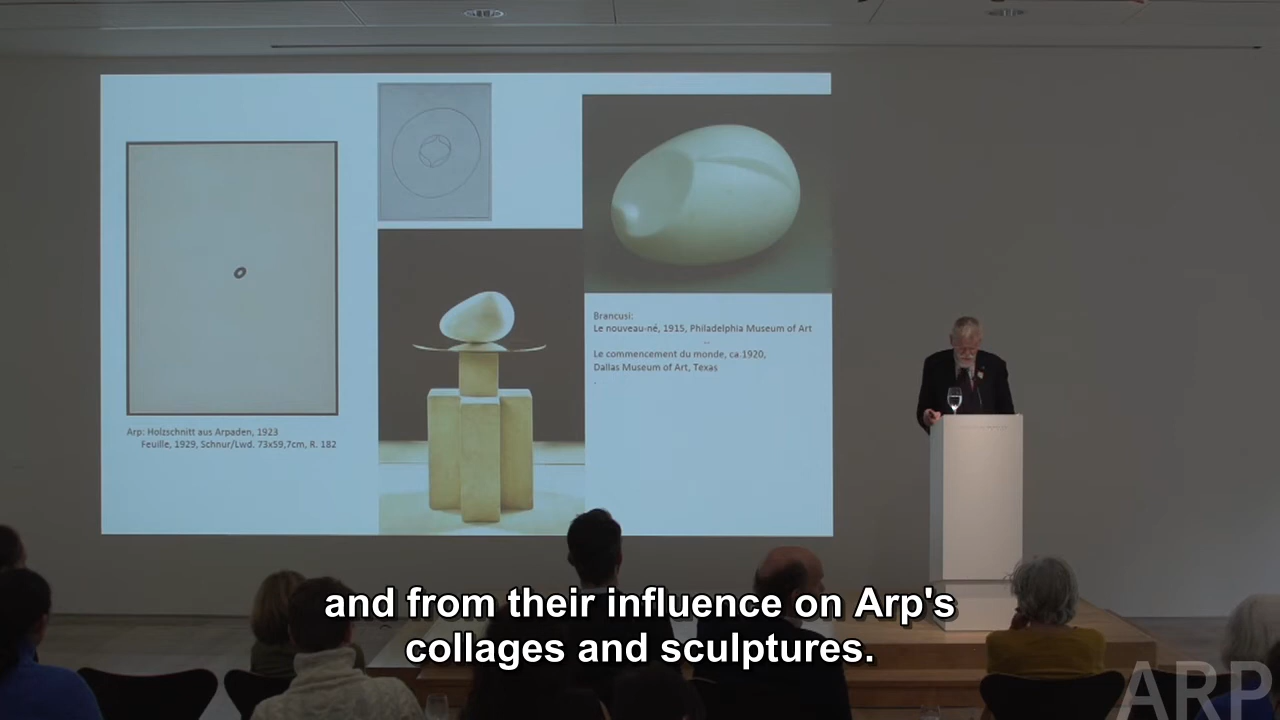 Arp: Holzschnitt aus Arpaden, 1923
Feuille, 1929, Schnur/Lwd. 73x59,7cm, R. 182
Brancusi:
Le nouveau-né, 1915, Philadelphia Museum of Art
Le commencement du monde, ca.1920,
Dallas Museum of Art, Texas
.
and from their influence on Arp's
collages and sculptures.
ARP